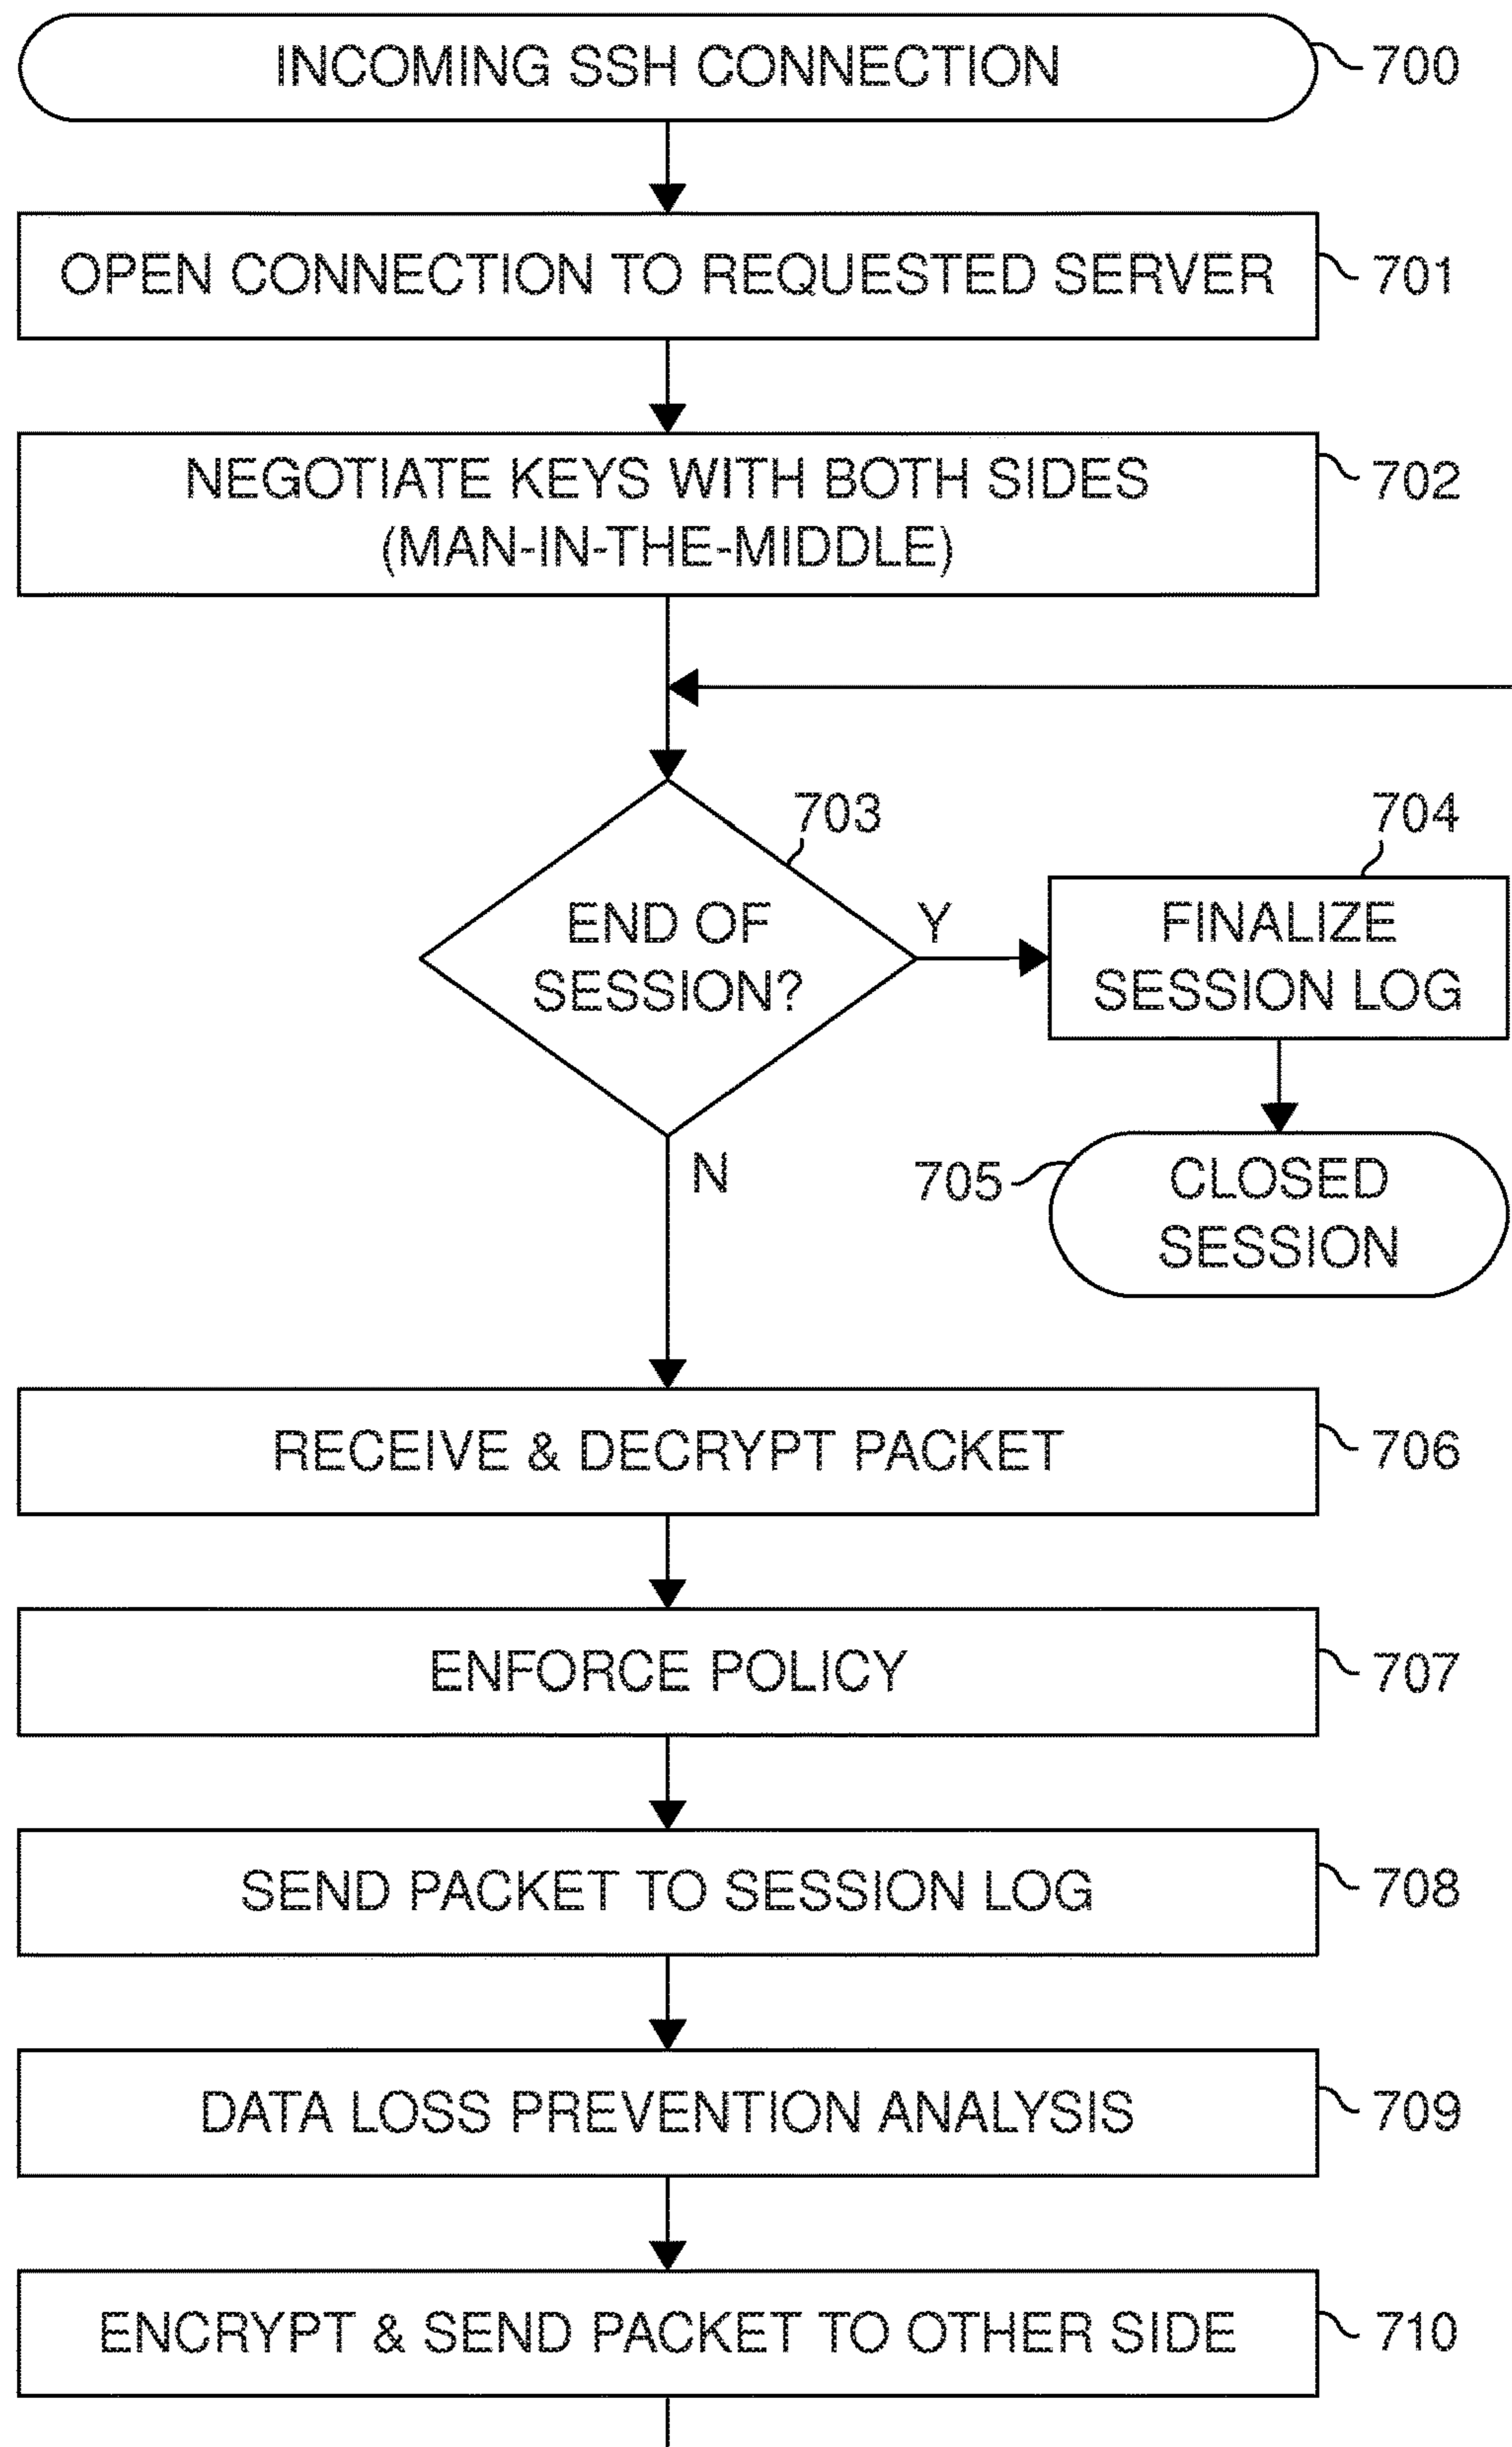 INCOMING SSH CONNECTION
700
OPEN CONNECTION TO REQUESTED SERVER
701
NEGOTIATE KEYS WITH BOTH SIDES
(MAN-IN-THE-MIDDLE)
702
703
END OF
SESSION?
Y
N
704
FINALIZE
SESSION LOG
705
CLOSED
SESSION
RECEIVE & DECRYPT PACKET
706
ENFORCE POLICY
707
SEND PACKET TO SESSION LOG
708
DATA LOSS PREVENTION ANALYSIS
709
ENCRYPT & SEND PACKET TO OTHER SIDE
710